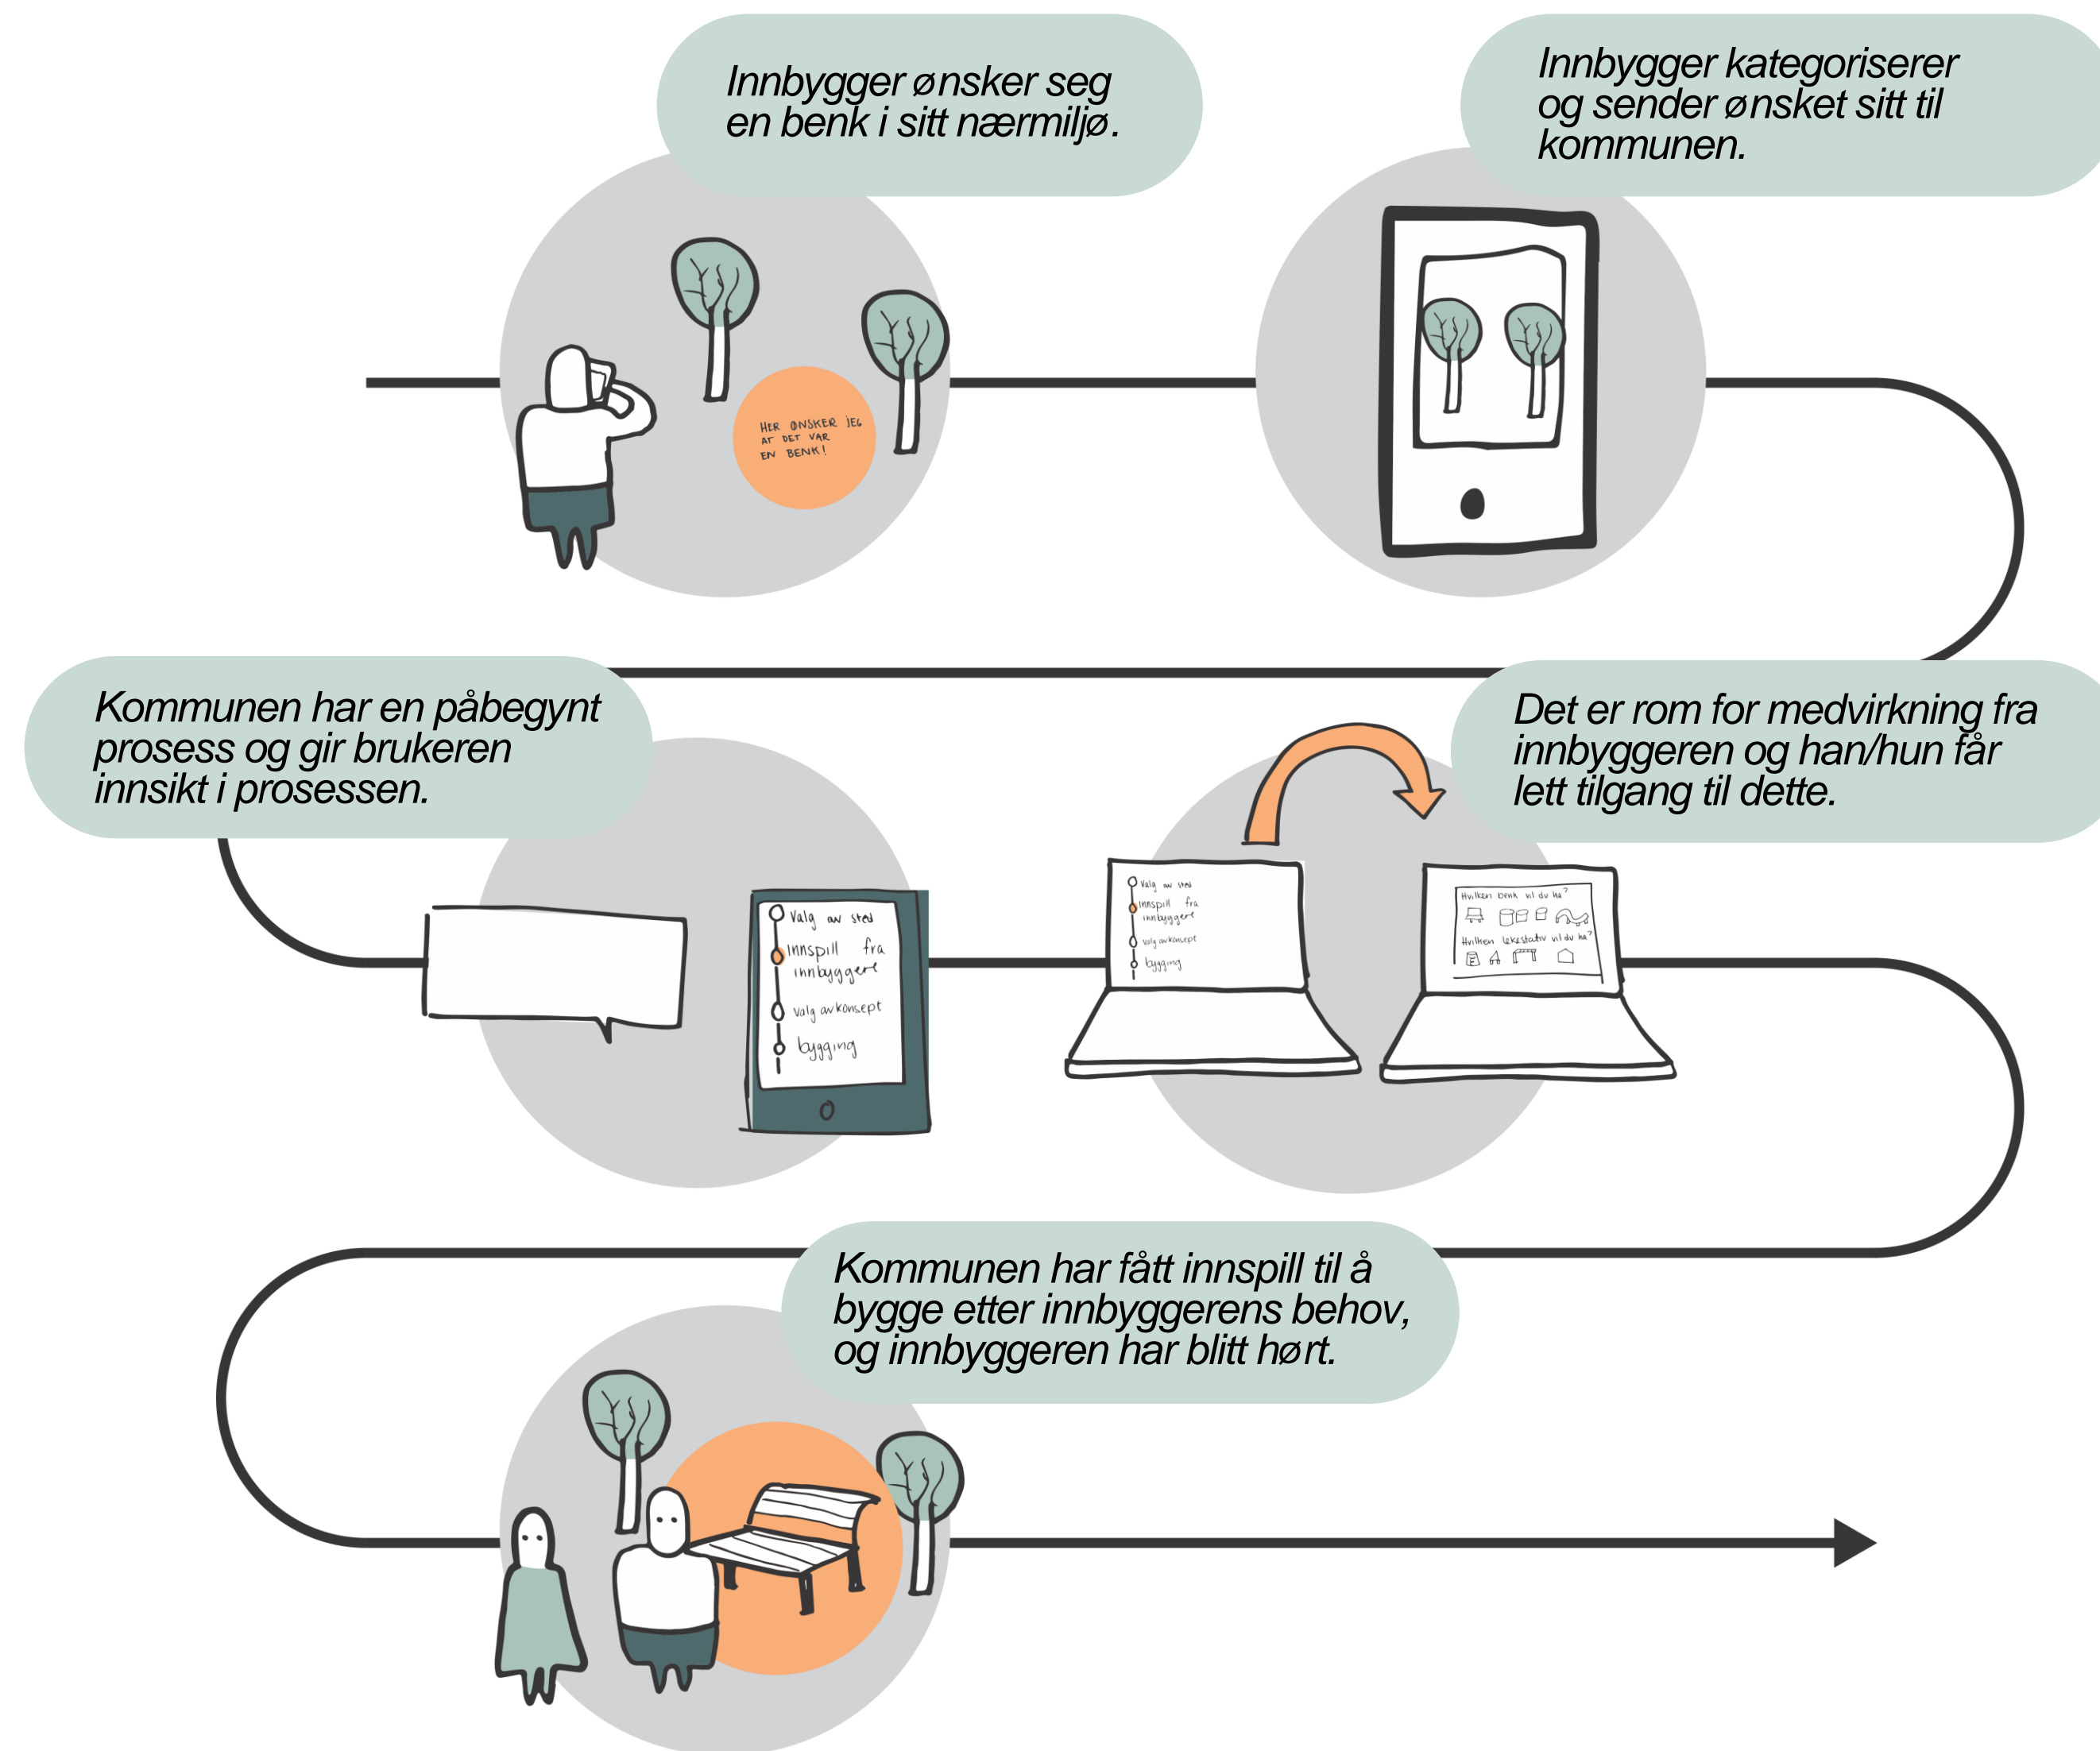 Innbygger ønsker seg
en benk i sitt nærmiljø.
Innbygger kategoriserer
og sender ønsket sitt til
kommunen.
HER ØNSKER JEG
AT DET VAR
EN BENK!
Kommunen har en påbegynt
prosess og gir brukeren
innsikt i prosessen.
Det er rom for medvirkning fra
innbyggeren og han/hun får
lett tilgang til dette.
Valg av sted
Innspill fra
innbyggere
valg av konsept
bygging
Valg av sted
Innspill fra
innbyggere
valg av konsept
bygging
Hvilken benk vil du ha?
Hvilken lekestativ vil du ha?
Kommunen har fått innspill til å
bygge etter innbyggerens behov,
og innbyggeren har blitt hørt.